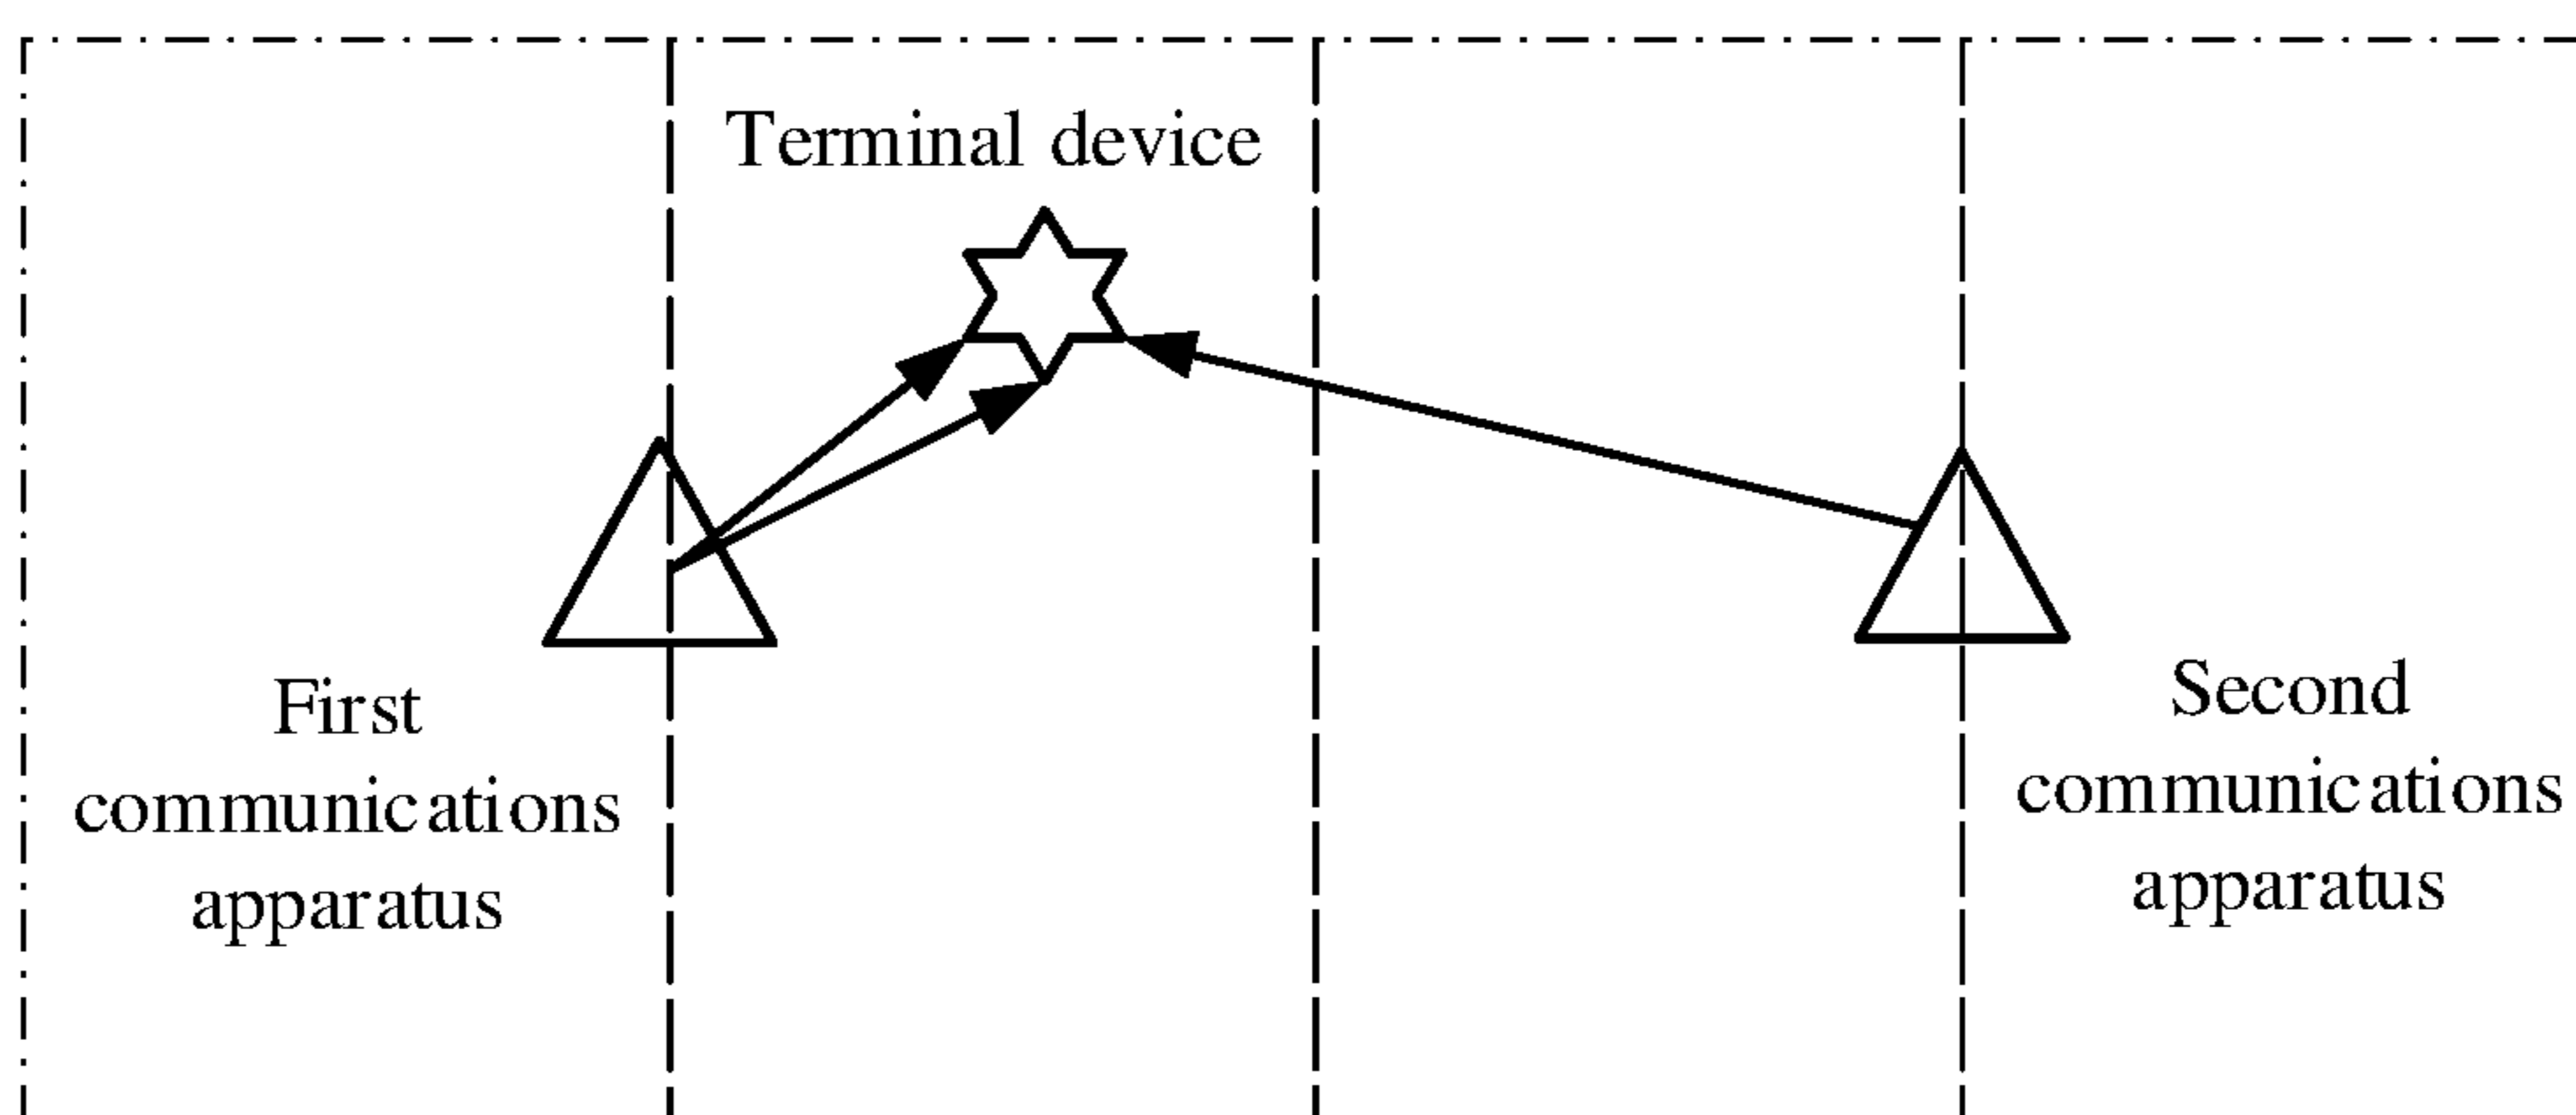 Terminal device
First
communications
apparatus
Second
communications
apparatus